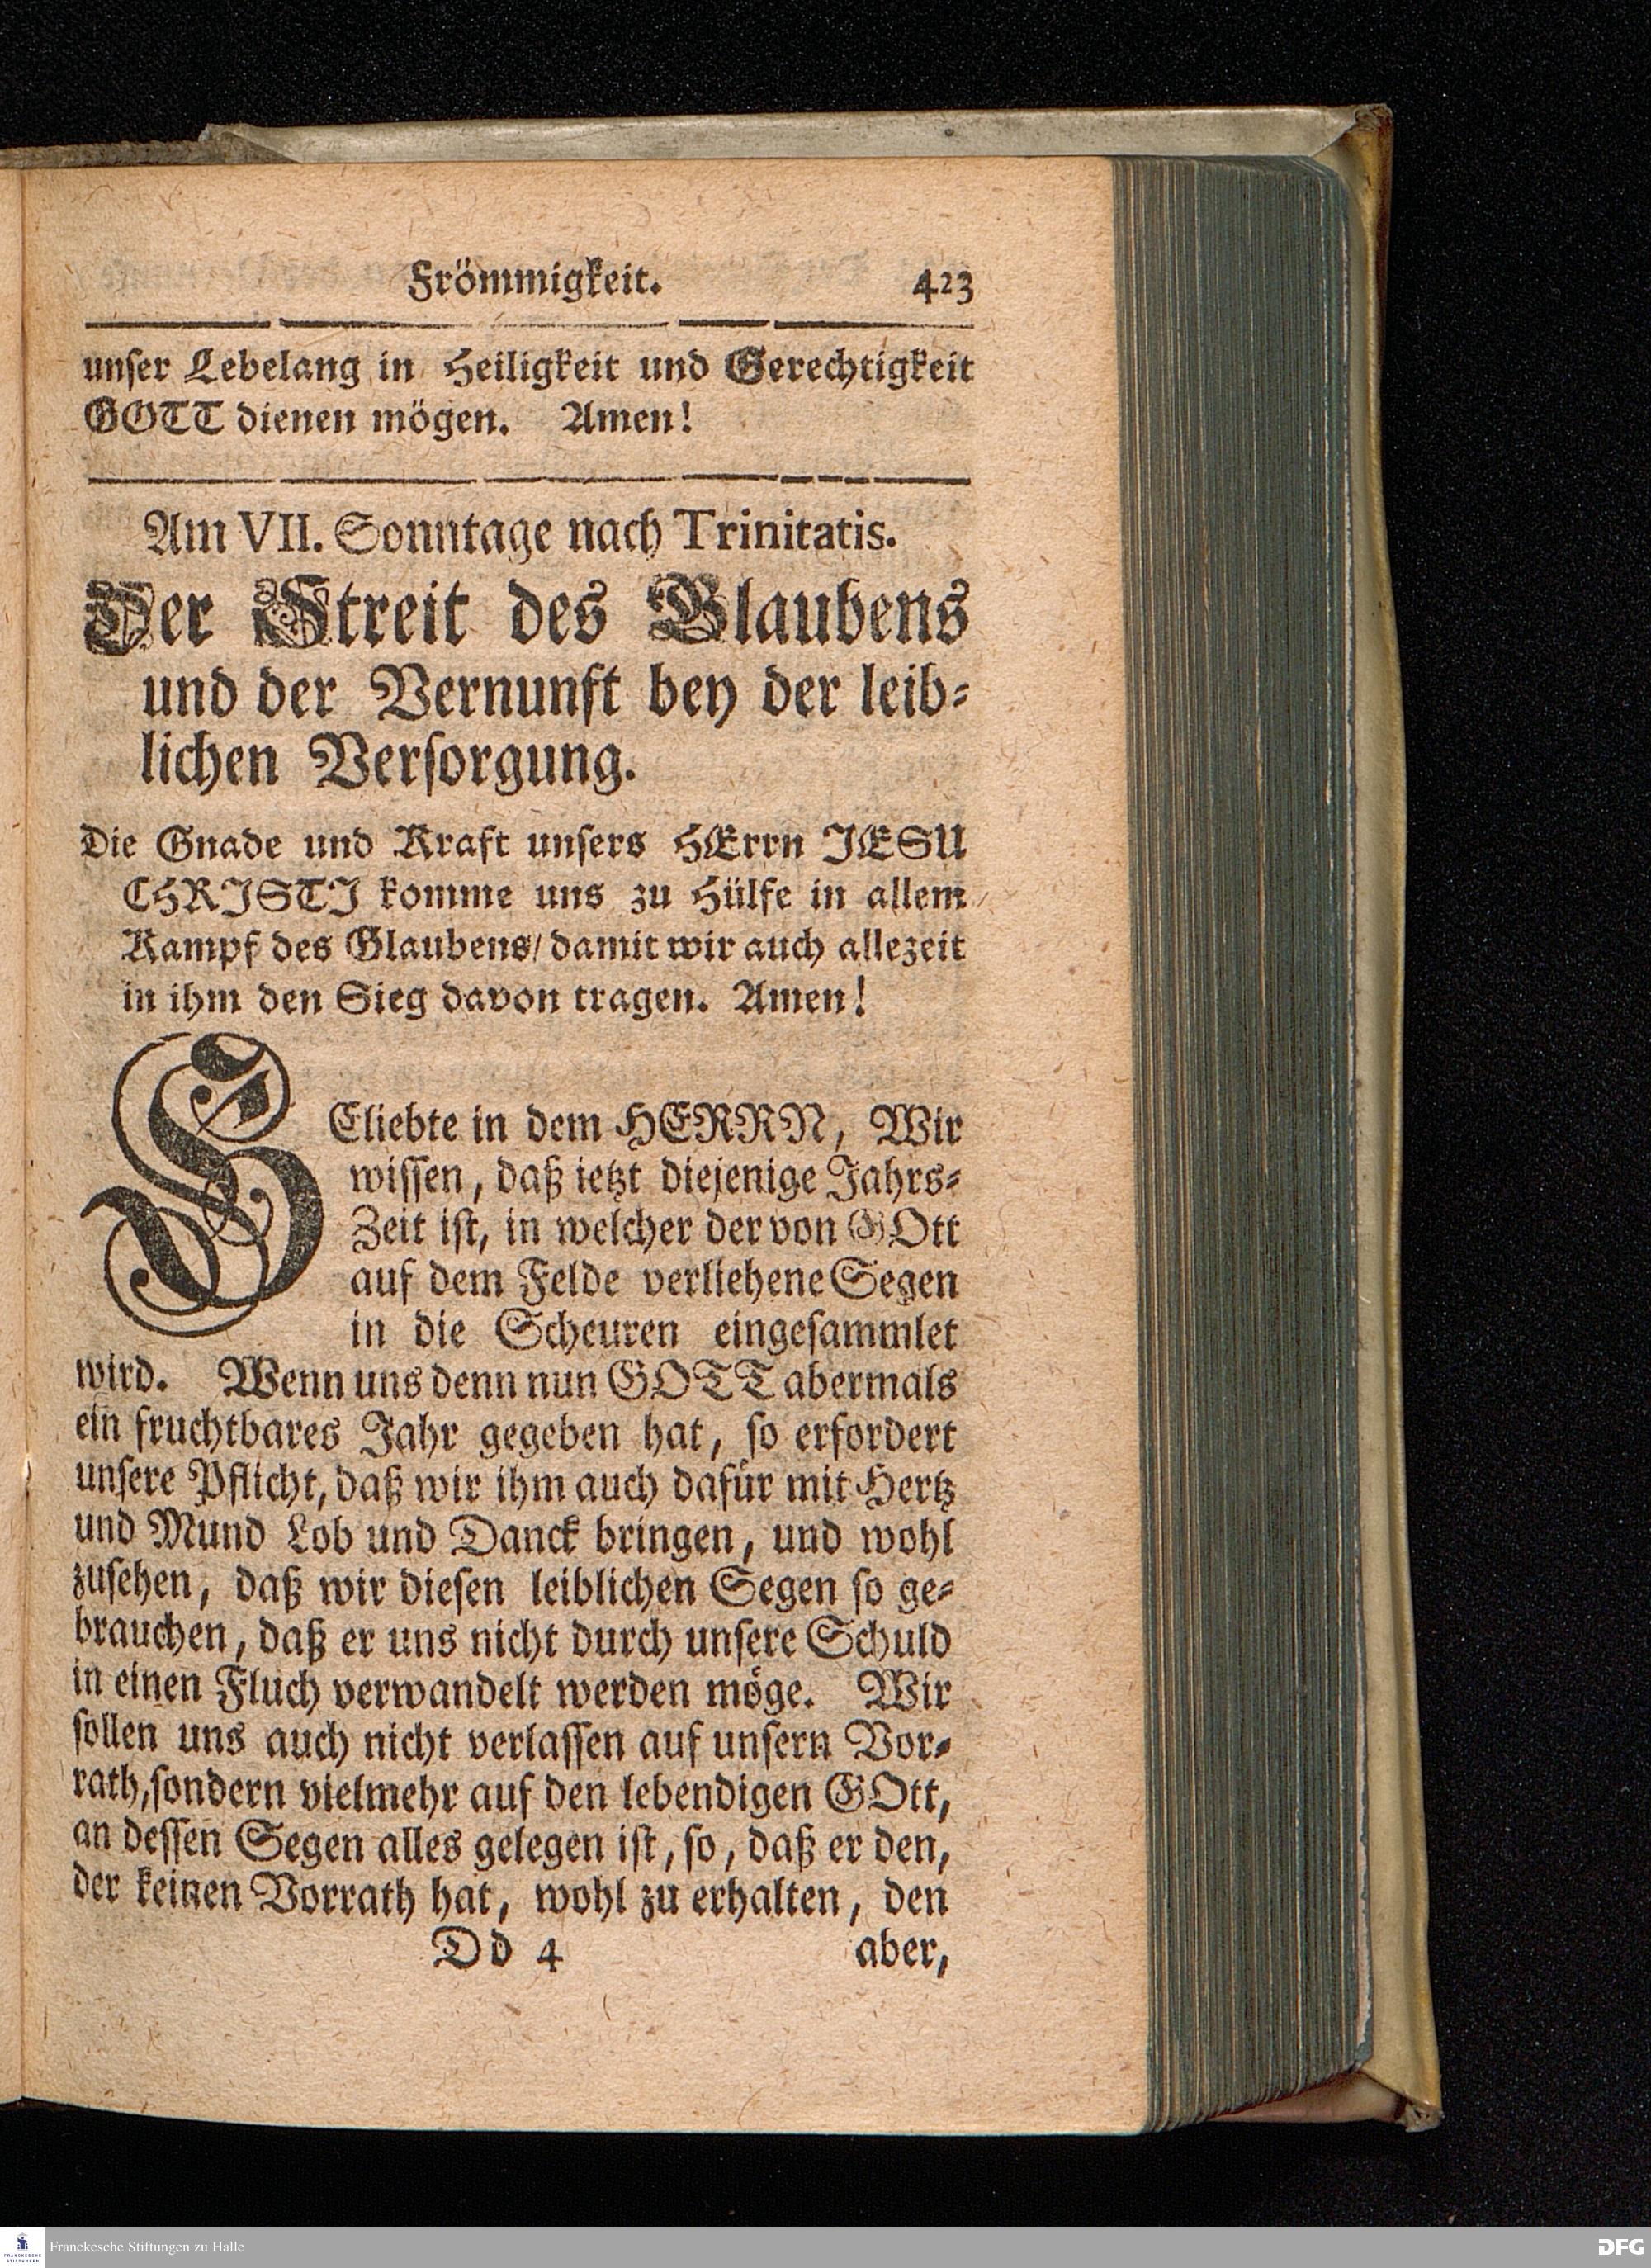 Frömmigkeit. 423
unſer Lebelang in Heiligkeit und Gerechtigkeit
GOTT dienen mögen. Amen!
Am VII. Sonntage nach Trinitatis.
Der Streit des Glaubens
und der Vernunft bey der leib-
lichen Verſorgung.
Die Gnade und Kraft unſers HErrn JESU
CHRISTI komme uns zu Hülfe in allem
Kampf des Glaubens/ damit wir auch allezeit
in ihm den Sieg davon tragen. Amen!
GEliebte in dem HERRN, Wir
wiſſen, daß ietzt diejenige Jahrs-
Zeit iſt, in welcher der von GOtt
auf dem Felde verliehene Segen
in die Scheuren eingeſammlet
wird. Wenn uns denn nun GOTT abermals
ein fruchtbares Jahr gegeben hat, ſo erfordert
unſere Pflicht, daß wir ihm auch dafür mit Hertz
und Mund Lob und Danck bringen, und wohl
zuſehen, daß wir dieſen leiblichen Segen ſo ge-
brauchen, daß er uns nicht durch unſere Schuld
in einen Fluch verwandelt werden möge. Wir
ſollen uns auch nicht verlaſſen auf unſern Vor-
rath, ſondern vielmehr auf den lebendigen GOtt,
an deſſen Segen alles gelegen iſt, ſo, daß er den,
der keinen Vorrath hat, wohl zu erhalten, den
Dd 4 aber,
FRANCKESCHE STIFTUNGEN
Franckesche Stiftungen zu Halle
DFG